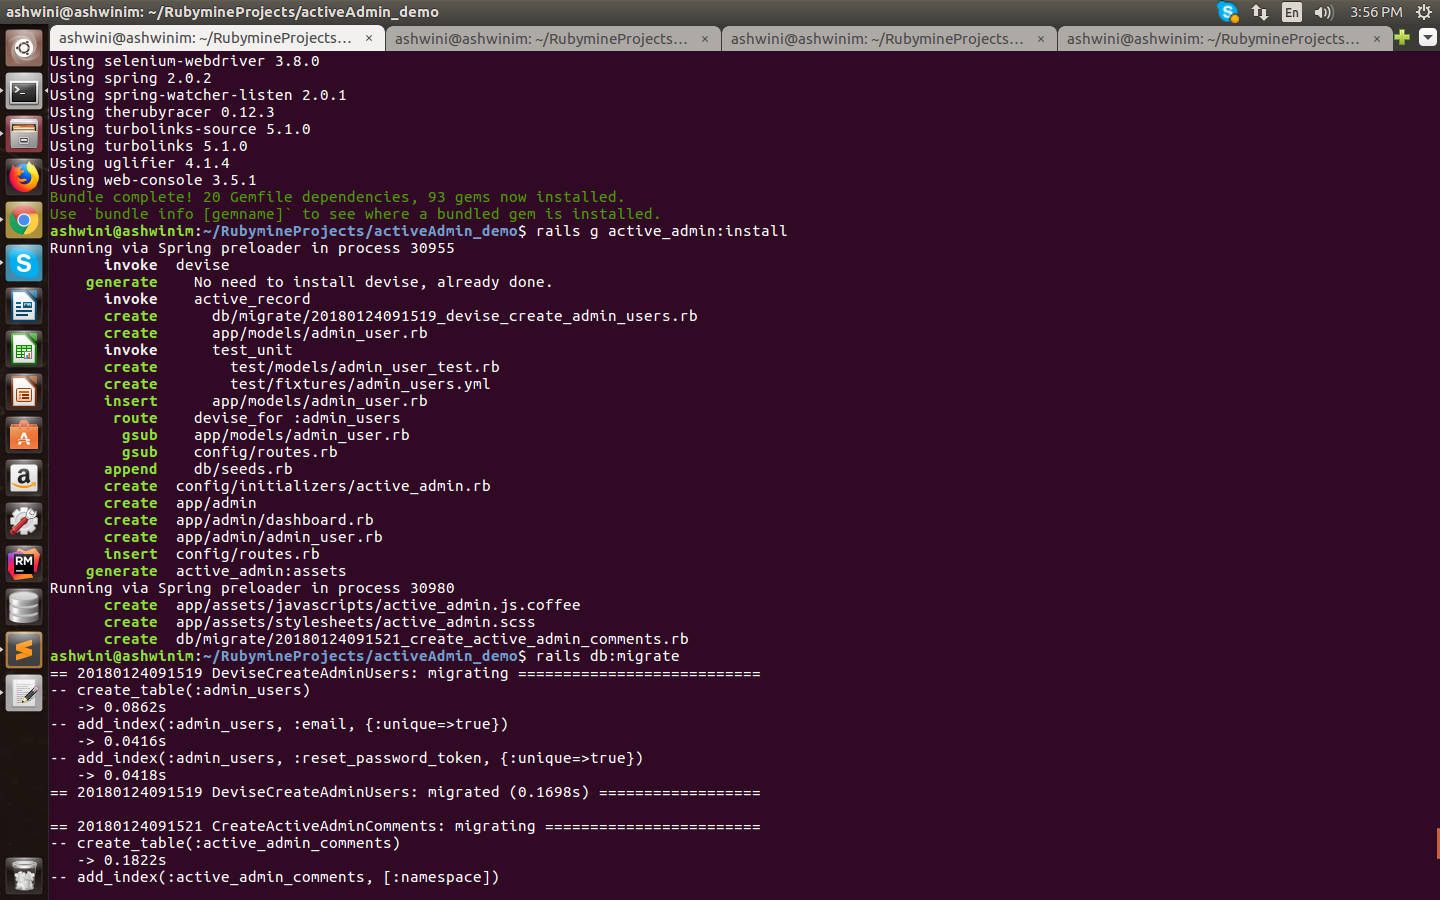 ashwini@ashwinim: ~/RubymineProjects/activeAdmin_demo
En
3:56 PM
ashwini@ashwinim: ~/RubymineProjects... ×
ashwini@ashwinim: ~/RubymineProjects... ×
ashwini@ashwinim: ~/RubymineProjects... ×
ashwini@ashwinim: ~/RubymineProjects... ×
Using selenium-webdriver 3.8.0
Using spring 2.0.2
Using spring-watcher-listen 2.0.1
Using therubyracer 0.12.3
Using turbolinks-source 5.1.0
Using turbolinks 5.1.0
Using uglifier 4.1.4
Using web-console 3.5.1
Bundle complete! 20 Gemfile dependencies, 93 gems now installed.
Use `bundle info [gemname]` to see where a bundled gem is installed.
ashwini@ashwinim:~/RubymineProjects/activeAdmin_demo$ rails g active_admin:install
Running via Spring preloader in process 30955
invoke  devise
generate    No need to install devise, already done.
invoke    active_record
create      db/migrate/20180124091519_devise_create_admin_users.rb
create      app/models/admin_user.rb
invoke      test_unit
create        test/models/admin_user_test.rb
create        test/fixtures/admin_users.yml
insert      app/models/admin_user.rb
route    devise_for :admin_users
gsub    app/models/admin_user.rb
gsub    config/routes.rb
append    db/seeds.rb
create  config/initializers/active_admin.rb
create  app/admin
create  app/admin/dashboard.rb
create  app/admin/admin_user.rb
insert  config/routes.rb
generate  active_admin:assets
Running via Spring preloader in process 30980
create  app/assets/javascripts/active_admin.js.coffee
create  app/assets/stylesheets/active_admin.scss
create  db/migrate/20180124091521_create_active_admin_comments.rb
ashwini@ashwinim:~/RubymineProjects/activeAdmin_demo$ rails db:migrate
== 20180124091519 DeviseCreateAdminUsers: migrating ===========================
-- create_table(:admin_users)
   -> 0.0862s
-- add_index(:admin_users, :email, {:unique=>true})
   -> 0.0416s
-- add_index(:admin_users, :reset_password_token, {:unique=>true})
   -> 0.0418s
== 20180124091519 DeviseCreateAdminUsers: migrated (0.1698s) ==================
== 20180124091521 CreateActiveAdminComments: migrating ========================
-- create_table(:active_admin_comments)
   -> 0.1822s
-- add_index(:active_admin_comments, [:namespace])
S
A
a
RM